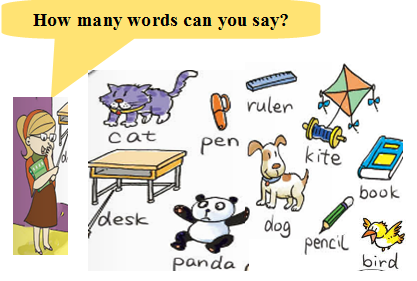 How many words can you say?
cat
pen
ruler
kite
book
desk
panda
dog
pencil
bird